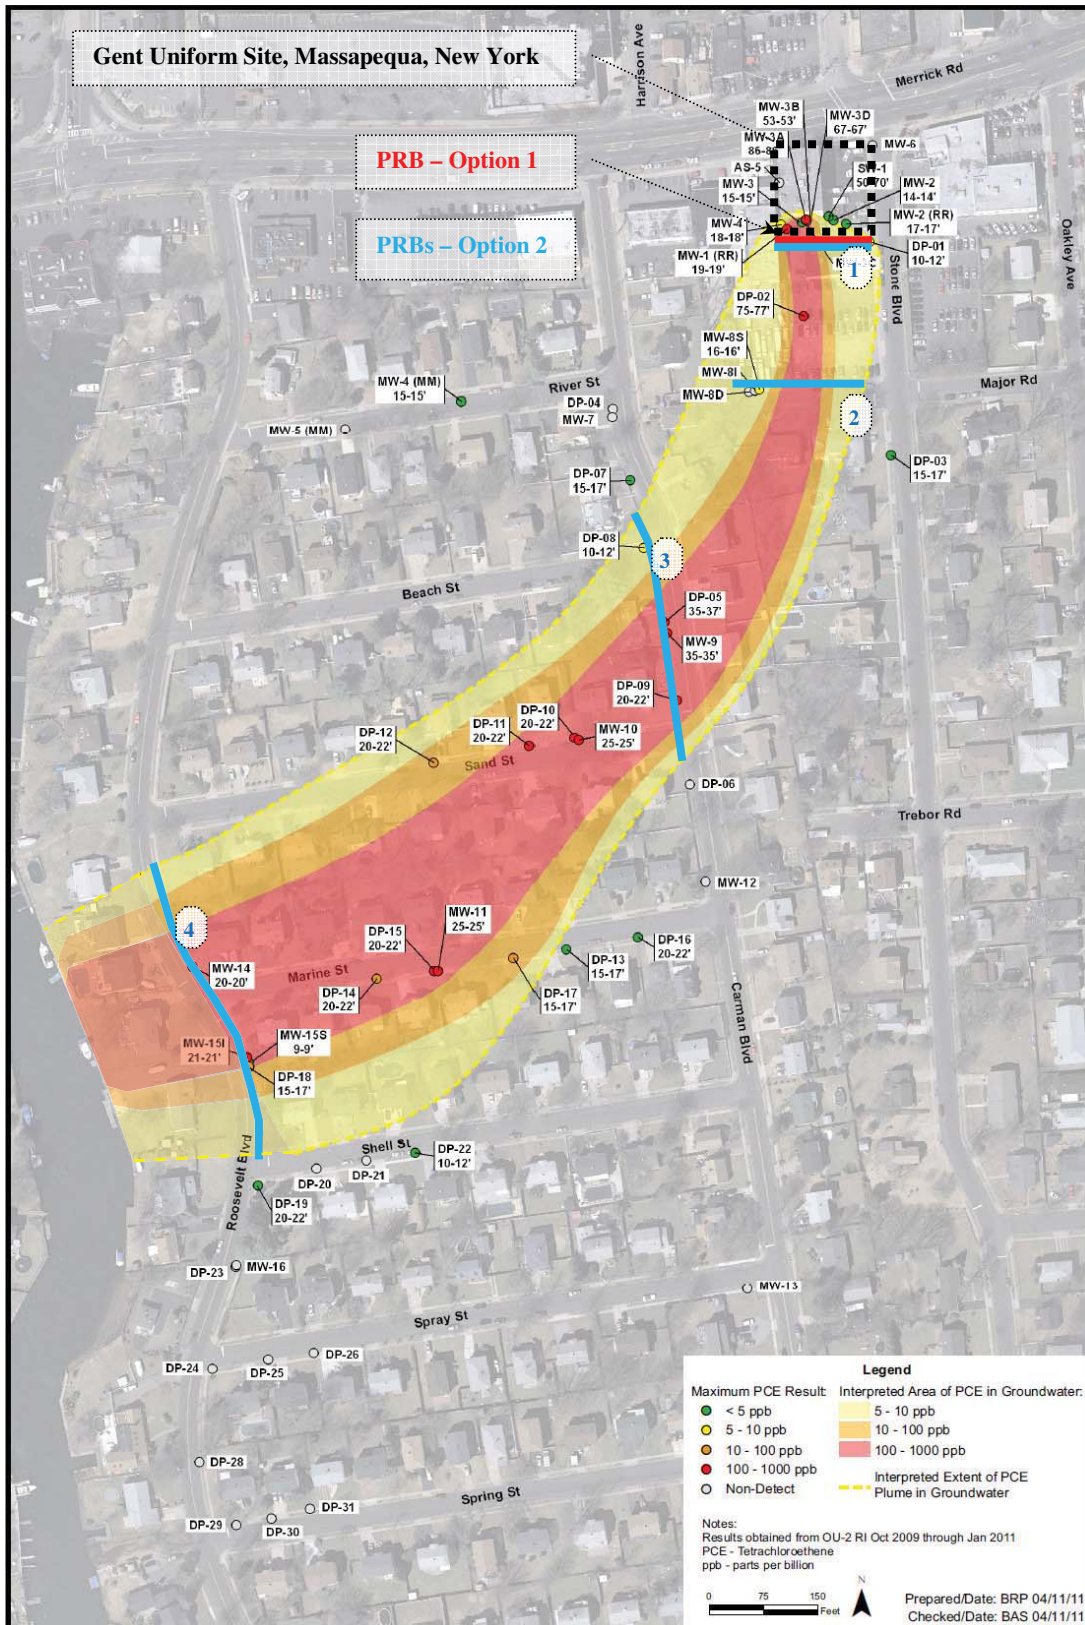 Gent Uniform Site, Massapequa, New York
Harrison Ave
Merrick Rd
MW-3B
53-53'
MW-3D
67-67'
MW-3A
MW-6
PRB – Option 1
AS-5
SW-1
50-70'
MW-3
15-15'
MW-2
14-14'
PRBs – Option 2
MW-4
18-18'
MW-2 (RR)
17-17'
Oakley Ave
MW-1 (RR)
19-19'
DP-01
10-12'
1
Stone Blvd
DP-02
75-77'
MW-8S
16-16'
MW-8I
MW-8D
River St
Major Rd
MW-4 (MM)
15-15'
DP-04
MW-7
2
MW-5 (MM)
DP-03
15-17'
DP-07
15-17'
DP-08
10-12'
3
Beach St
DP-05
35-37'
MW-9
35-35'
DP-09
20-22'
DP-10
20-22'
DP-11
20-22'
MW-10
25-25'
DP-12
20-22'
Sand St
DP-06
Trebor Rd
MW-12
4
MW-11
25-25'
DP-15
20-22'
DP-16
20-22'
DP-13
15-17'
MW-14
20-20'
Marine St
DP-14
20-22'
DP-17
15-17'
Carman Blvd
MW-15S
9-9'
MW-15I
21-21'
DP-18
15-17'
Shell St
DP-22
10-12'
DP-21
DP-20
Roosevelt Blvd
DP-19
20-22'
MW-16
DP-23
MW-13
Spray St
DP-26
DP-25
DP-24
DP-28
Spring St
DP-31
DP-30
DP-29
Legend
Maximum PCE Result:
< 5 ppb
5 - 10 ppb
10 - 100 ppb
100 - 1000 ppb
Non-Detect
Interpreted Area of PCE in Groundwater:
5 - 10 ppb
10 - 100 ppb
100 - 1000 ppb
Interpreted Extent of PCE
Plume in Groundwater
Notes:
Results obtained from OU-2 RI Oct 2009 through Jan 2011
PCE - Tetrachloroethene
ppb - parts per billion
N
0 75 150
Feet
Prepared/Date: BRP 04/11/11
Checked/Date: BAS 04/11/11